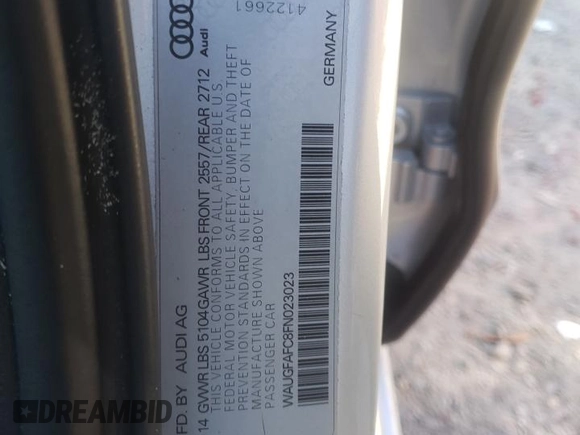 FD. BY AUDI AG
14 GVWR LBS 5104 GAWR LBS FRONT 2557/REAR 2712
THIS VEHICLE CONFORMS TO ALL APPLICABLE U.S.
FEDERAL MOTOR VEHICLE SAFETY, BUMPER AND THEFT
PREVENTION STANDARDS IN EFFECT ON THE DATE OF
MANUFACTURE SHOWN ABOVE
PASSENGER CAR
WAUGFAFC8FN023023
GERMANY
Audi
4122661
DREAMBID